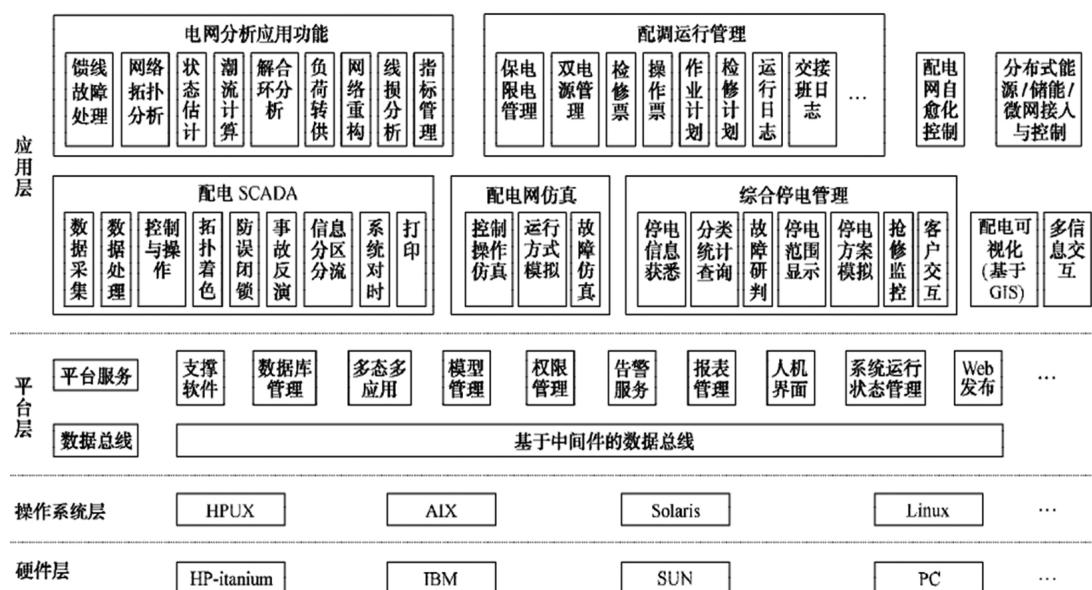 电网分析应用功能
馈线
故障
处理
网络
拓扑
分析
状态估计
潮流计算
解合
环分析
负荷转供
网络重构
线损分析
指标管理
配调运行管理
保电
限电
管理
双电
源管理
检修票
操作票
作业计划
检修计划
运行日志
交接
班日志
…
配电
网自
愈化
控制
分布式能
源/储能/
微网接入
与控制
应用层
配电 SCADA
数据采集
数据处理
控制
与操作
拓扑着色
防误闭锁
事故反演
信息
分区
分流
系统对时
打印
配电网仿真
控制
操作
仿真
运行
方式
模拟
故障仿真
综合停电管理
停电
信息
获悉
分类
统计
查询
故障研判
停电
范围
显示
停电
方案
模拟
抢修监控
客户交互
配电可
视化
(基于
GIS)
多信
息交
互
平台层
平台服务
支撑
软件
数据库
管理
多态多
应用
模型
管理
权限
管理
告警
服务
报表
管理
人机
界面
系统运行
状态管理
Web
发布
…
数据总线
基于中间件的数据总线
操作系统层
HPUX
AIX
Solaris
Linux
…
硬件层
HP-itanium
IBM
SUN
PC
…